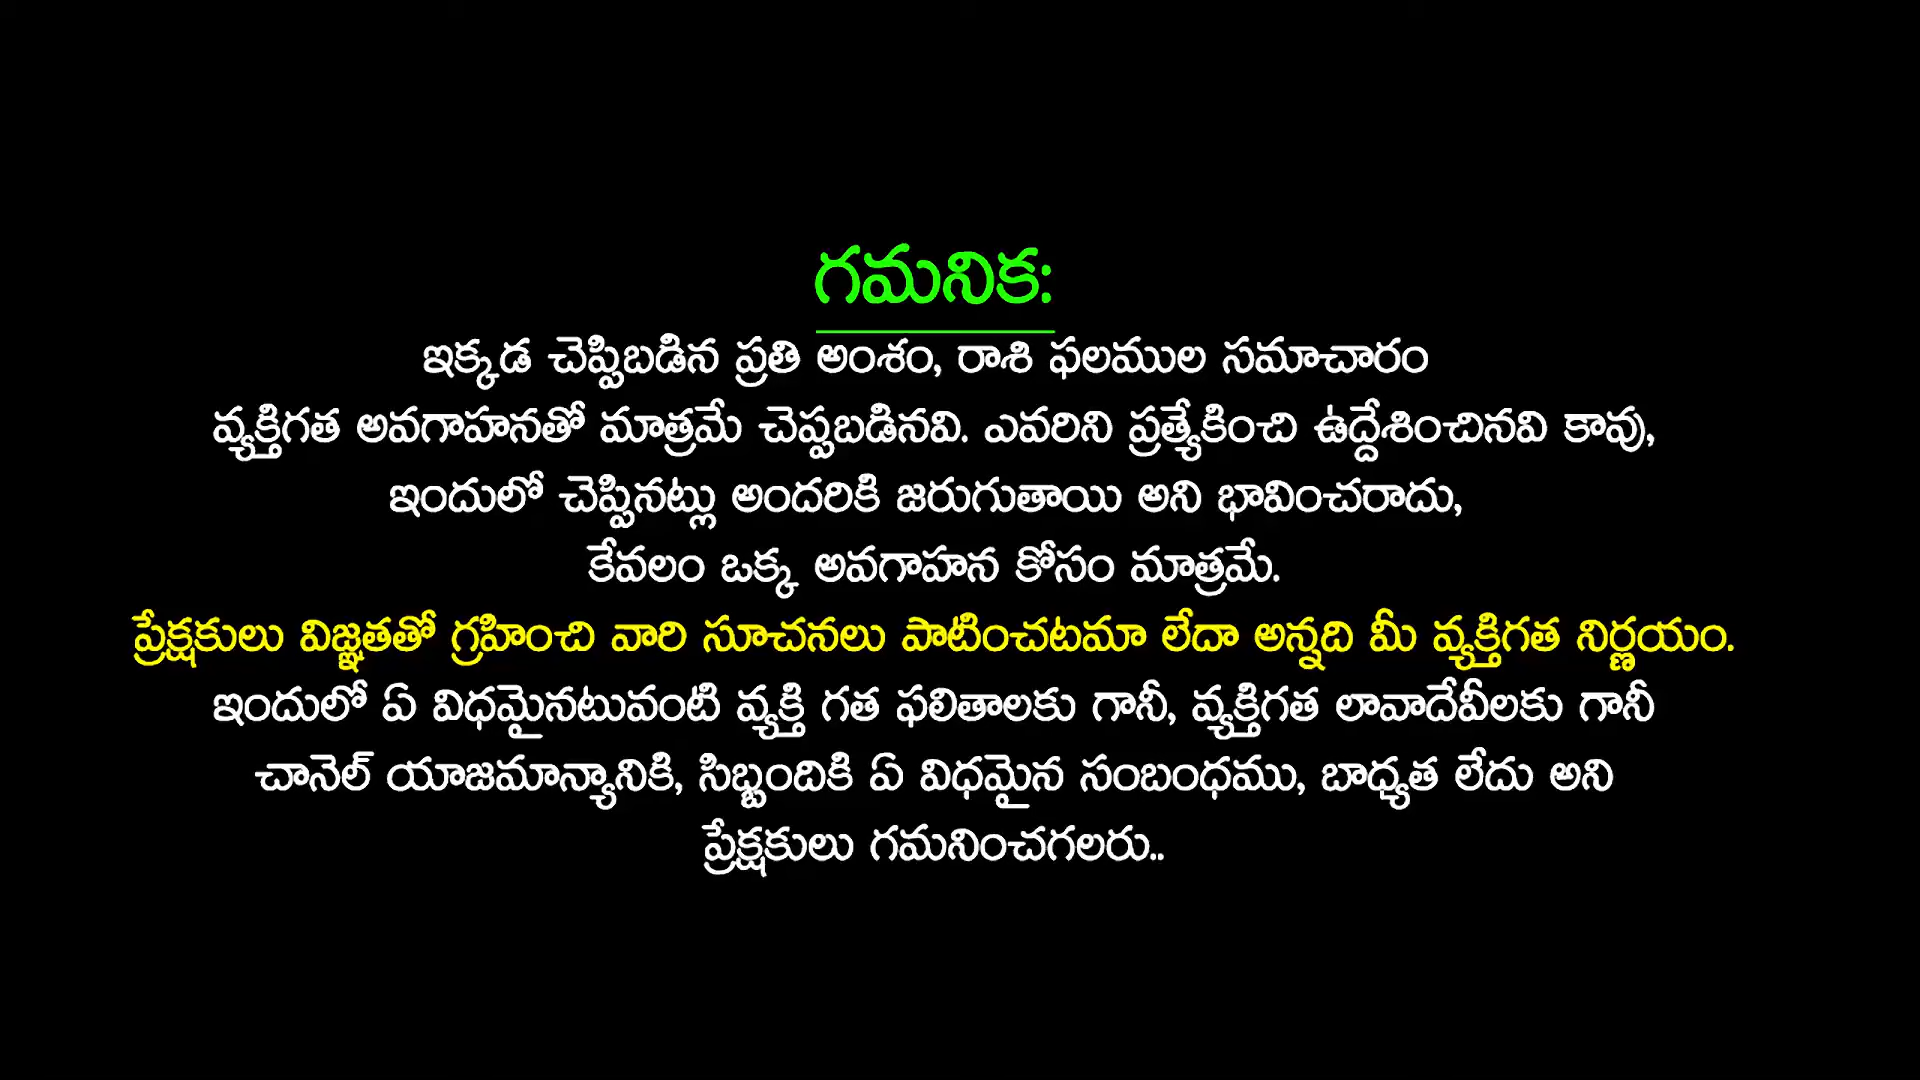 గమనిక:
ఇక్కడ చెప్పిబడిన ప్రతి అంశం, రాశి ఫలముల సమాచారం
వ్యక్తిగత అవగాహనతో మాత్రమే చెప్పబడినవి. ఎవరిని ప్రత్యేకించి ఉద్దేశించినవి కావు,
ఇందులో చెప్పినట్లు అందరికి జరుగుతాయి అని భావించరాదు,
కేవలం ఒక్క అవగాహన కోసం మాత్రమే.
ప్రేక్షకులు విజ్ఞతతో గ్రహించి వారి సూచనలు పాటించటమా లేదా అన్నది మీ వ్యక్తిగత నిర్ణయం.
ఇందులో ఏ విధమైనటువంటి వ్యక్తి గత ఫలితాలకు గానీ, వ్యక్తిగత లావాదేవీలకు గానీ
చానెల్ యాజమాన్యానికి, సిబ్బందికి ఏ విధమైన సంబంధము, బాధ్యత లేదు అని
ప్రేక్షకులు గమనించగలరు..